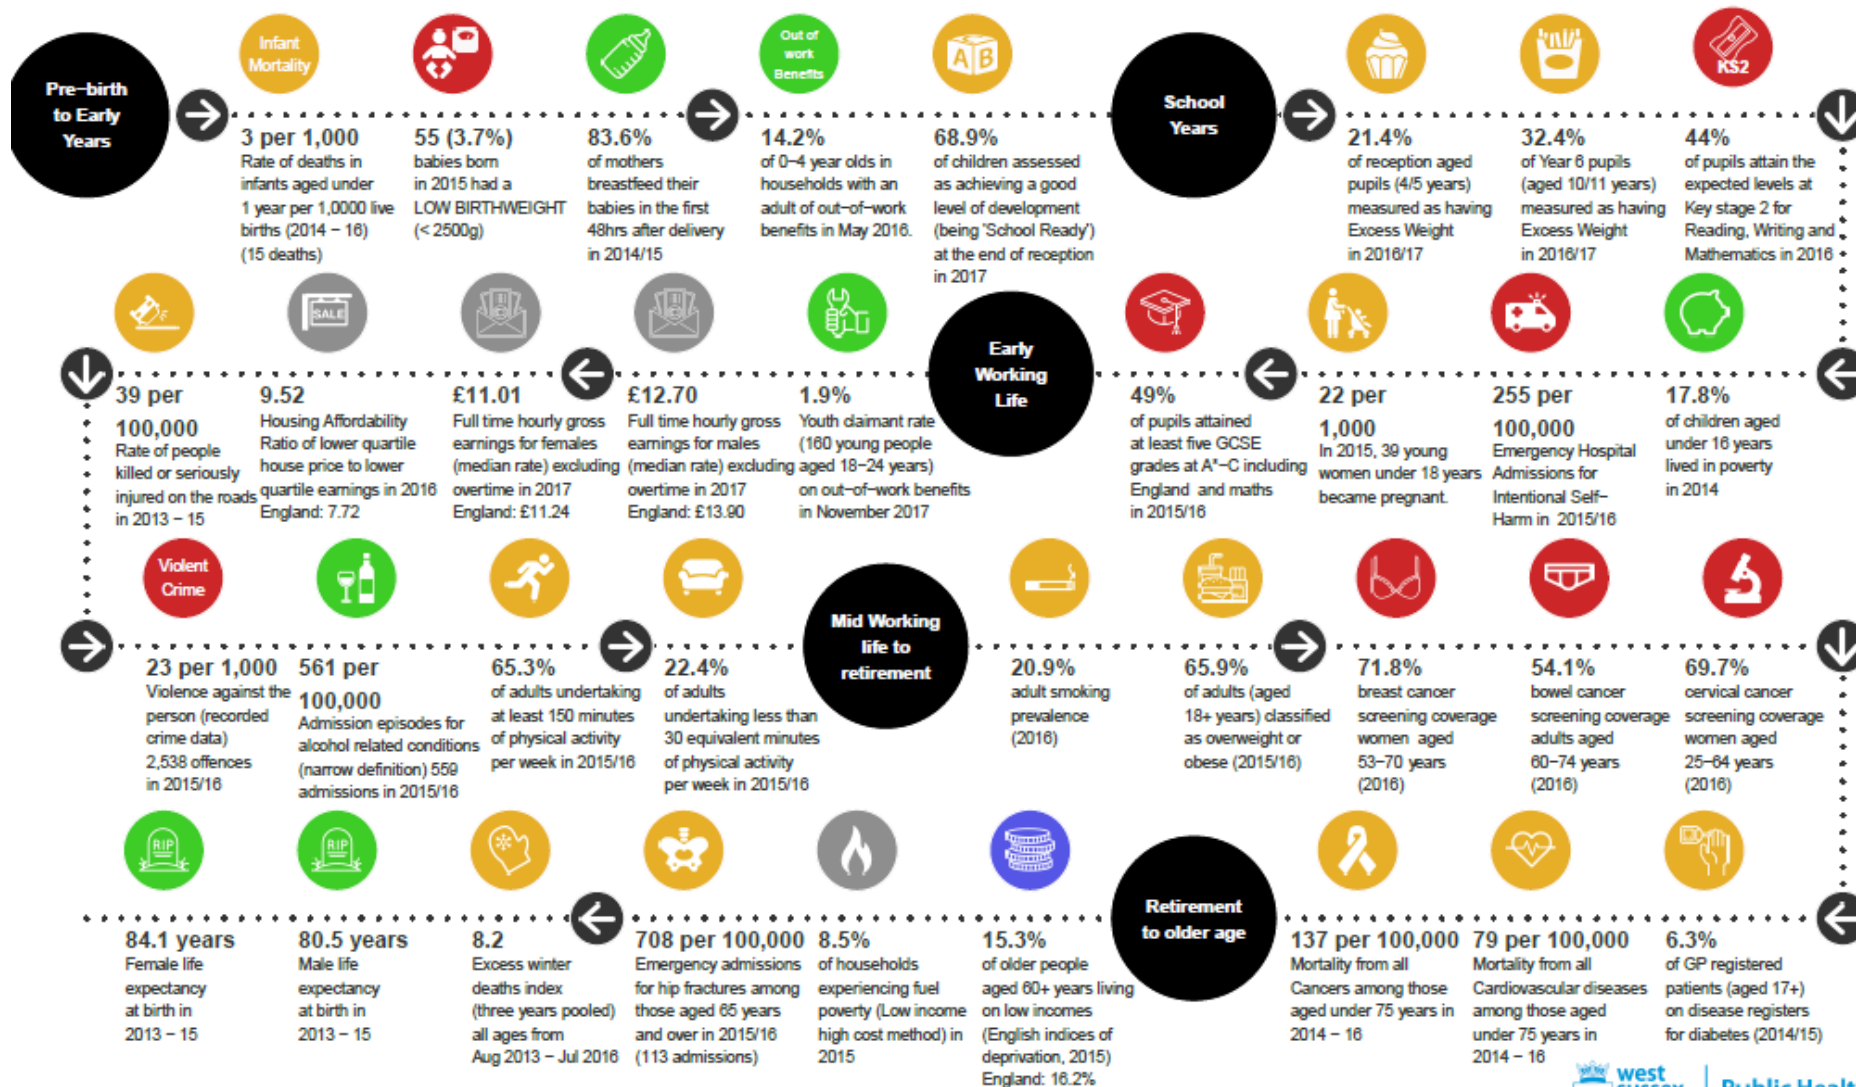 Pre-birth
to Early
Years
Infant
Mortality
3 per 1,000
Rate of deaths in
infants aged under
1 year per 1,0000 live
births (2014 – 16)
(15 deaths)
55 (3.7%)
babies born
in 2015 had a
LOW BIRTHWEIGHT
(< 2500g)
83.6%
of mothers
breastfeed their
babies in the first
48hrs after delivery
in 2014/15
Out of
work
Benefits
14.2%
of 0–4 year olds in
households with an
adult of out–of–work
benefits in May 2016.
A B
68.9%
of children assessed
as achieving a good
level of development
(being 'School Ready')
at the end of reception
in 2017
School
Years
21.4%
of reception aged
pupils (4/5 years)
measured as having
Excess Weight
in 2016/17
32.4%
of Year 6 pupils
(aged 10/11 years)
measured as having
Excess Weight
in 2016/17
KS2
44%
of pupils attain the
expected levels at
Key stage 2 for
Reading, Writing and
Mathematics in 2016
17.8%
of children aged
under 16 years
lived in poverty
in 2014
255 per
100,000
Emergency Hospital
Admissions for
Intentional Self–
Harm in 2015/16
22 per
1,000
In 2015, 39 young
women under 18 years
became pregnant.
49%
of pupils attained
at least five GCSE
grades at A*–C including
England and maths
in 2015/16
Early
Working
Life
1.9%
Youth claimant rate
(160 young people
aged 18–24 years)
on out–of–work benefits
in November 2017
£12.70
Full time hourly gross
earnings for males
(median rate) excluding
overtime in 2017
England: £13.90
£11.01
Full time hourly gross
earnings for females
(median rate) excluding
overtime in 2017
England: £11.24
SALE
9.52
Housing Affordability
Ratio of lower quartile
house price to lower
quartile earnings in 2016
England: 7.72
39 per
100,000
Rate of people
killed or seriously
injured on the roads
in 2013 – 15
Violent
Crime
23 per 1,000
Violence against the
person (recorded
crime data)
2,538 offences
in 2015/16
561 per
100,000
Admission episodes for
alcohol related conditions
(narrow definition) 559
admissions in 2015/16
65.3%
of adults undertaking
at least 150 minutes
of physical activity
per week in 2015/16
22.4%
of adults
undertaking less than
30 equivalent minutes
of physical activity
per week in 2015/16
Mid Working
life to
retirement
20.9%
adult smoking
prevalence
(2016)
65.9%
of adults (aged
18+ years) classified
as overweight or
obese (2015/16)
71.8%
breast cancer
screening coverage
women aged
53–70 years
(2016)
54.1%
bowel cancer
screening coverage
adults aged
60–74 years
(2016)
69.7%
cervical cancer
screening coverage
women aged
25–64 years
(2016)
6.3%
of GP registered
patients (aged 17+)
on disease registers
for diabetes (2014/15)
79 per 100,000
Mortality from all
Cardiovascular diseases
among those aged
under 75 years in
2014 – 16
137 per 100,000
Mortality from all
Cancers among those
aged under 75 years in
2014 – 16
Retirement
to older age
15.3%
of older people
aged 60+ years living
on low incomes
(English indices of
deprivation, 2015)
England: 16.2%
8.5%
of households
experiencing fuel
poverty (Low income
high cost method) in
2015
708 per 100,000
Emergency admissions
for hip fractures among
those aged 65 years
and over in 2015/16
(113 admissions)
8.2
Excess winter
deaths index
(three years pooled)
all ages from
Aug 2013 – Jul 2016
RIP
80.5 years
Male life
expectancy
at birth in
2013 – 15
RIP
84.1 years
Female life
expectancy
at birth in
2013 – 15
west
Public